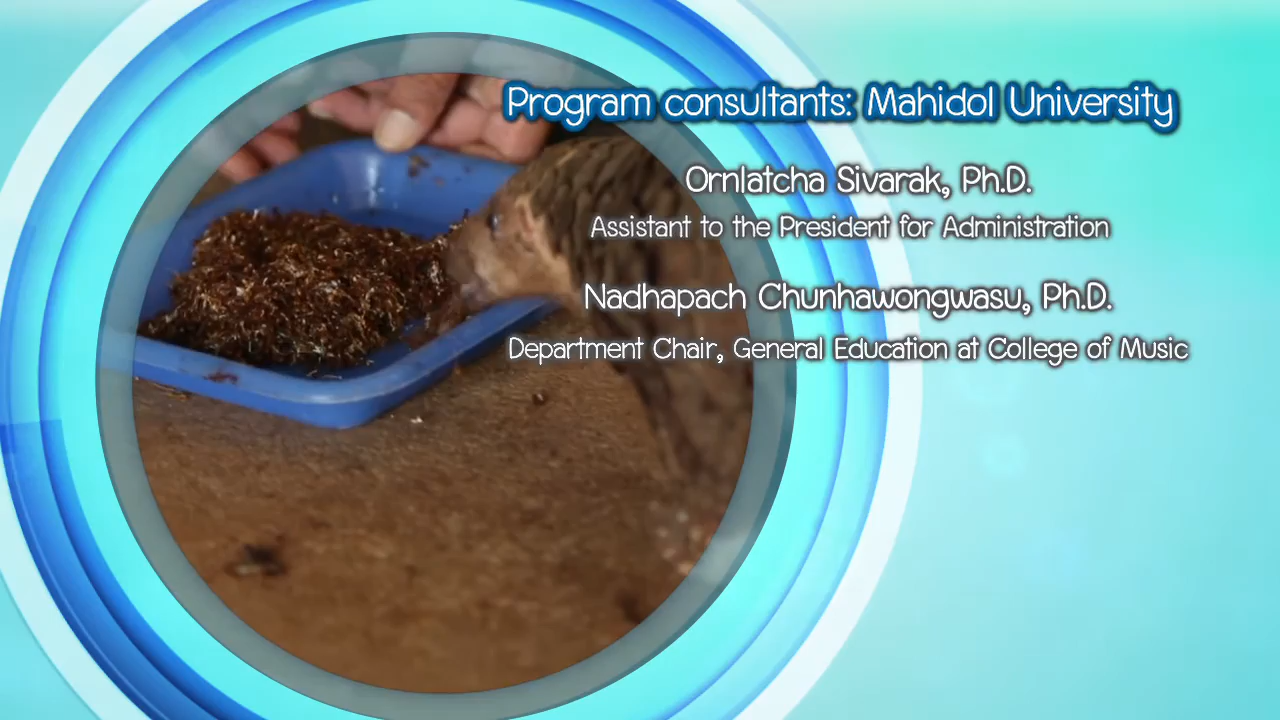 Program consultants: Mahidol University
Ornlatcha Sivarak, Ph.D.
Assistant to the President for Administration
Nadhapach Chunhawongwasu, Ph.D.
Department Chair, General Education at College of Music